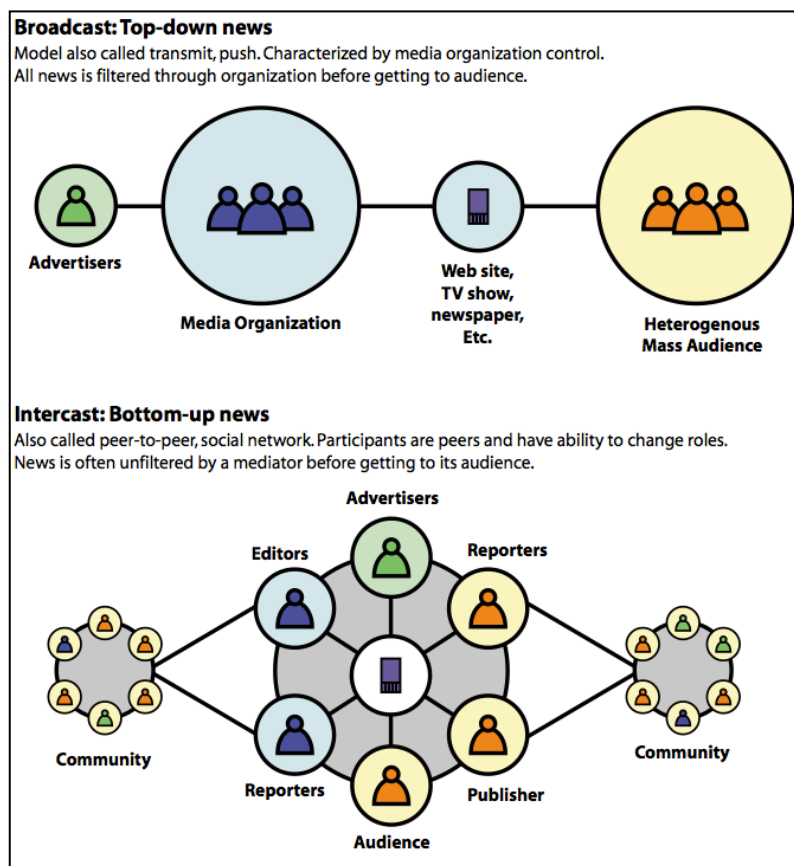 Broadcast: Top-down news
Model also called transmit, push. Characterized by media organization control.
All news is filtered through organization before getting to audience.
Advertisers
Media Organization
Web site,
TV show,
newspaper,
Etc.
Heterogenous
Mass Audience
Intercast: Bottom-up news
Also called peer-to-peer, social network. Participants are peers and have ability to change roles.
News is often unfiltered by a mediator before getting to its audience.
Advertisers
Editors
Reporters
Community
Community
Reporters
Publisher
Audience